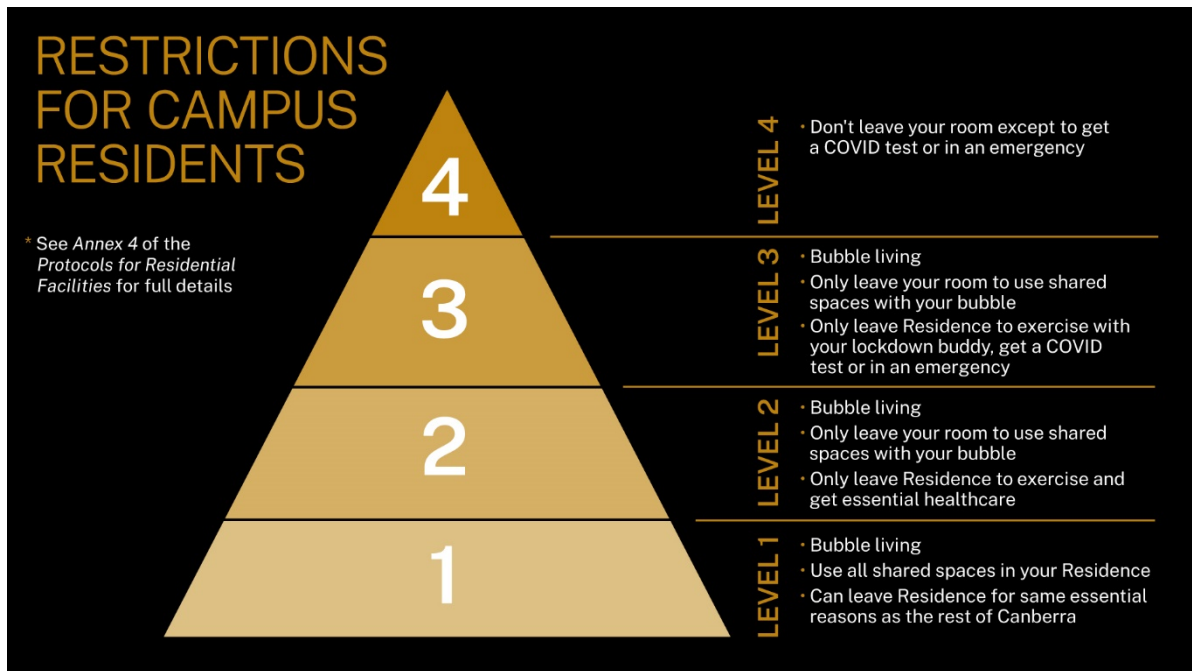 RESTRICTIONS
FOR CAMPUS
RESIDENTS
* See Annex 4 of the
Protocols for Residential
Facilities for full details
4
3
2
1
LEVEL 4
· Don't leave your room except to get
a COVID test or in an emergency
LEVEL 3
· Bubble living
· Only leave your room to use shared
spaces with your bubble
· Only leave Residence to exercise with
your lockdown buddy, get a COVID
test or in an emergency
LEVEL 2
· Bubble living
· Only leave your room to use shared
spaces with your bubble
· Only leave Residence to exercise and
get essential healthcare
LEVEL 1
· Bubble living
· Use all shared spaces in your Residence
· Can leave Residence for same essential
reasons as the rest of Canberra